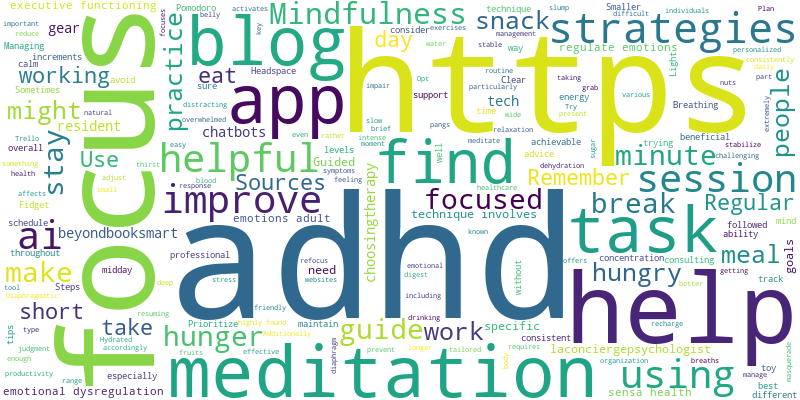 executive functioning
important
reduce
key
Managing
gear
increments
calm
working
avoid
Sometimes
might
natural
resident
overall
Trello
something
health
stay
Use
thirst
adjust
affects
small
Fidget
schedule
ai
beyondbooksmart
throughout
midday
make
tool
diaphragmatic
Steps
deep
short
resuming
tips
Hydrated
type
accordingly
take
judgment
enough
especially
productivity
range
emotional dysregulation
focus
practice
Pomodoro
belly
focuses
activates
blog
key
individuals
Mindfulness
consider
exercises
management
day
water
stable
way
eat
Headspace
sure
impair
distracting
overwhelmed
support
app
slow
brief
chatbots
even
rather
intense
moment
easy
helpful
levels
Guided
symptoms
feeling
well
blood
Sources
response
improve
emotions adult
professional
refocus
need
websites
stress
friendly
Prioritize
maintain
highly found
Additionally
hunger
fruits
effective
guide
prevent
longer
diaphragm
body
meditation
https
adhd
choosingtherapy
technique
snack
Opt
routine
particularly
Clear
taking
tech
energy
grab
Try
time
wide
present
pangs
relaxation
achievable
meditate
advice
dehydration
sugar
find
healthcare
focused
technique involves
known
emotional
digest
including
drinking
without
offers
work
specific
consistent
tailored
requires
Smaller
slump
difficult
Plan
strategies
regulate emotions
personalized
consistently
daily
Light
various
part
nuts
Breathing
extremely
people
trying
beneficial
stabilize
challenging
minute
Remember
session
break
Regular
mind
followed
ability
task
meal
goals
hungry
concentration
consulting
getting
track
better
help
recharge
laconciergepsychologist
organization
breaths
manage
toy
masquerade
using
sensa health
best
different